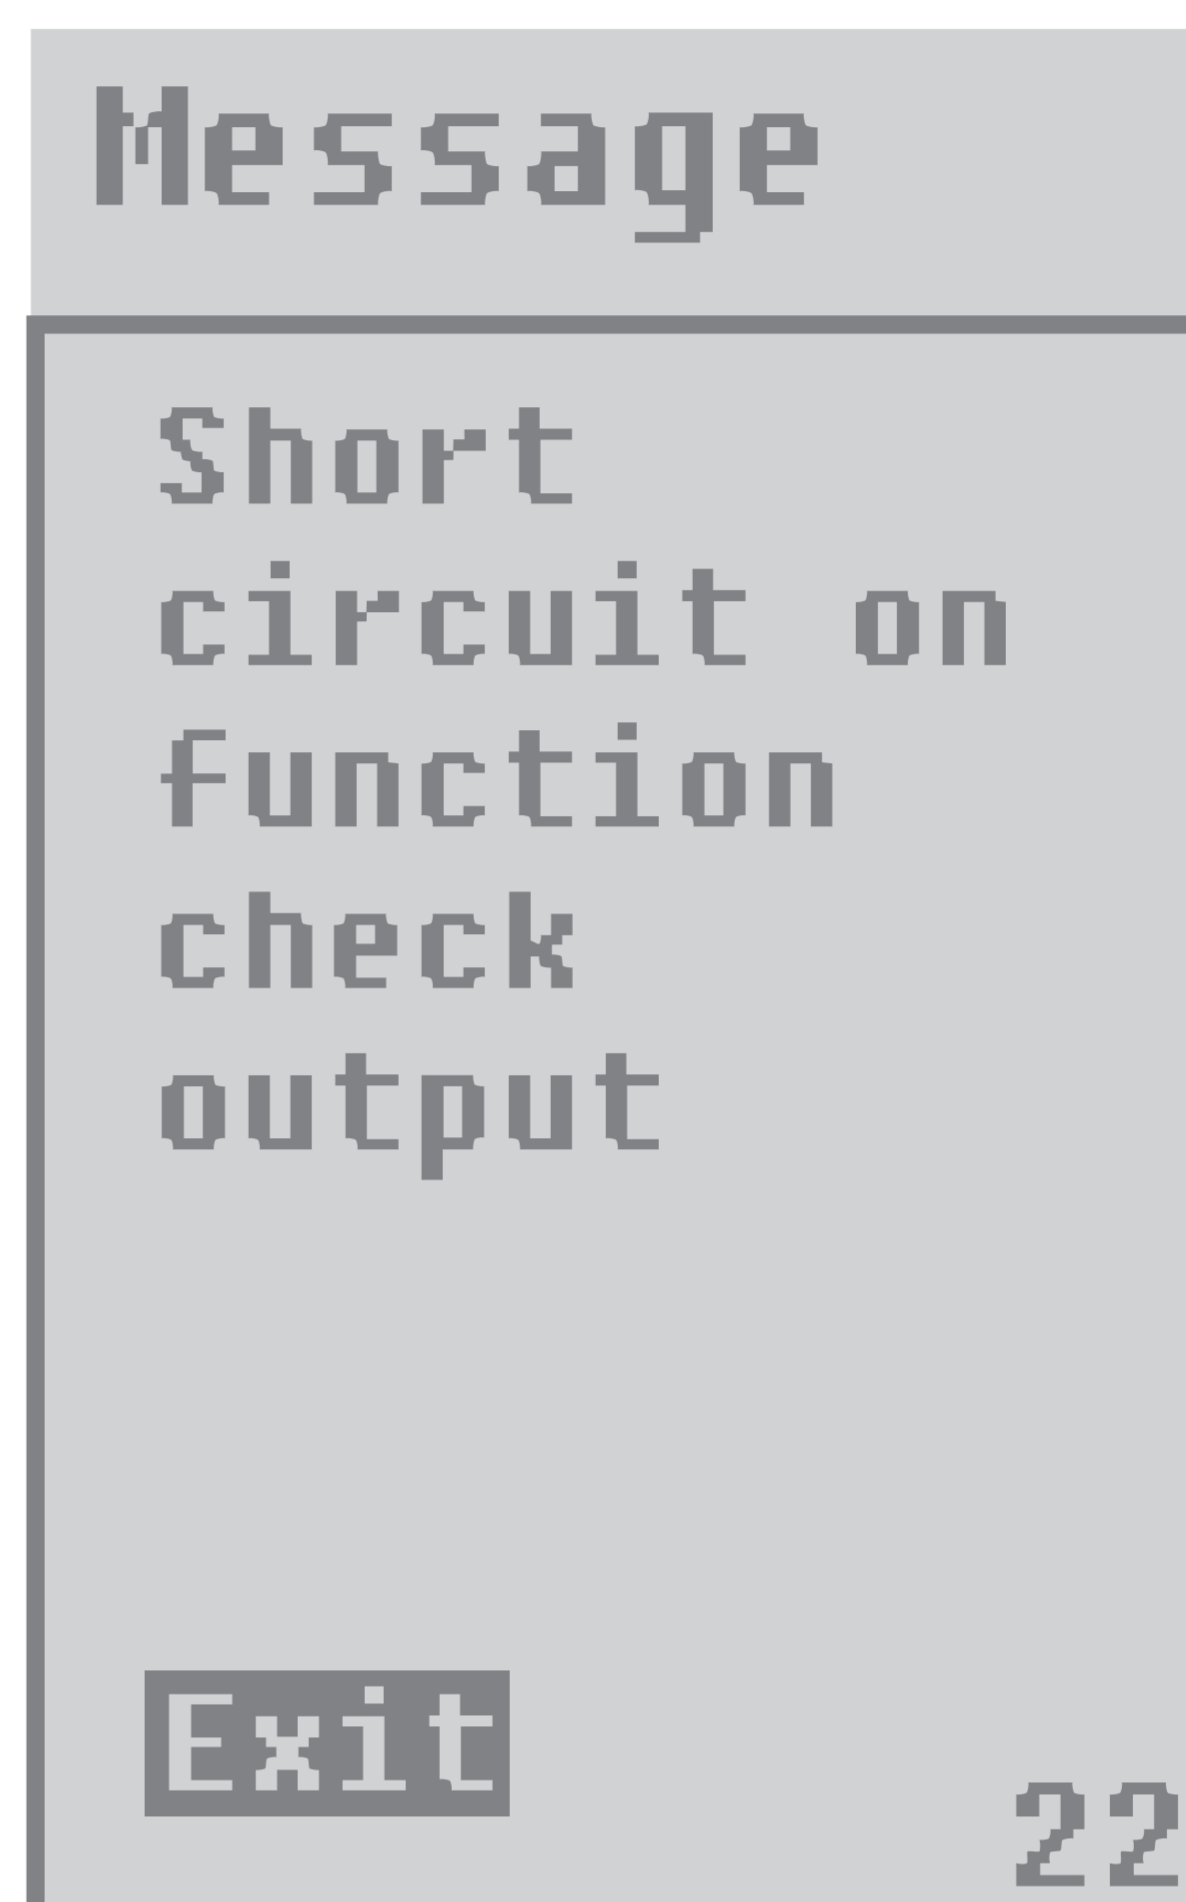 Message
Short
circuit on
function
check
output
Exit
22